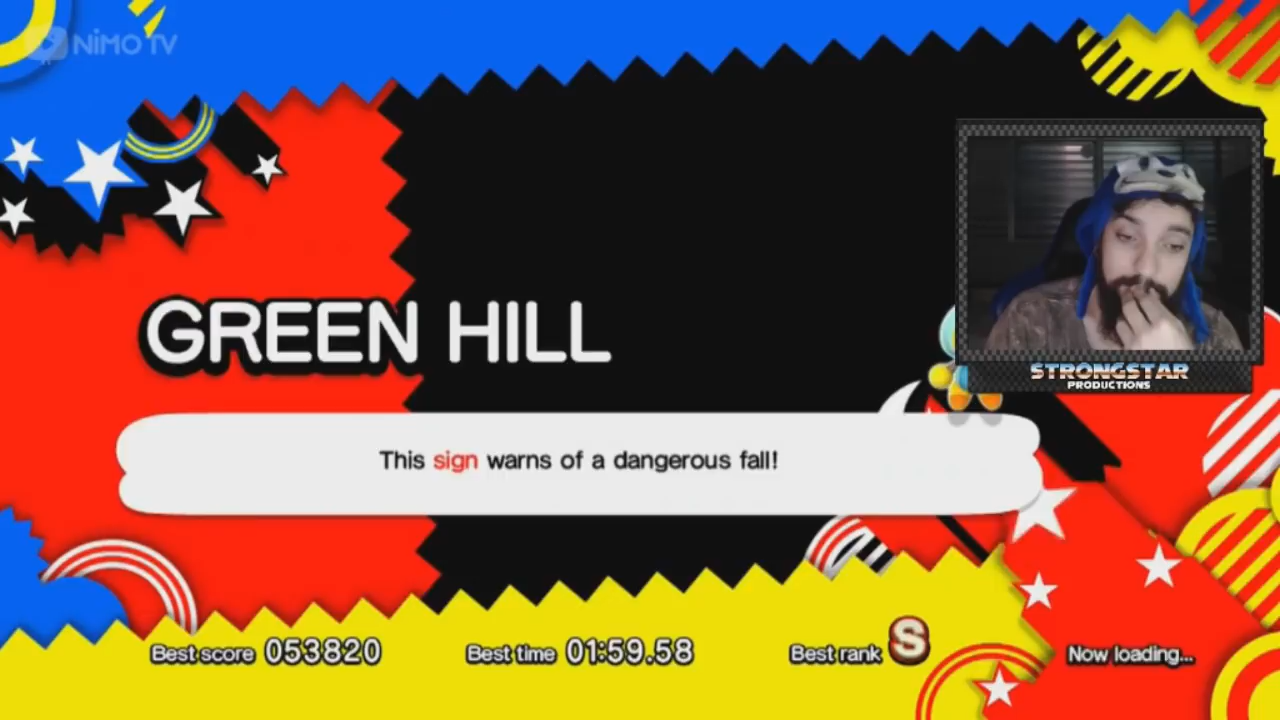 NiMO TV
STRONGSTAR
PRODUCTIONS
GREEN HILL
This sign warns of a dangerous fall!
Best score 053820
Best time 01:59.58
Best rank S
Now loading...